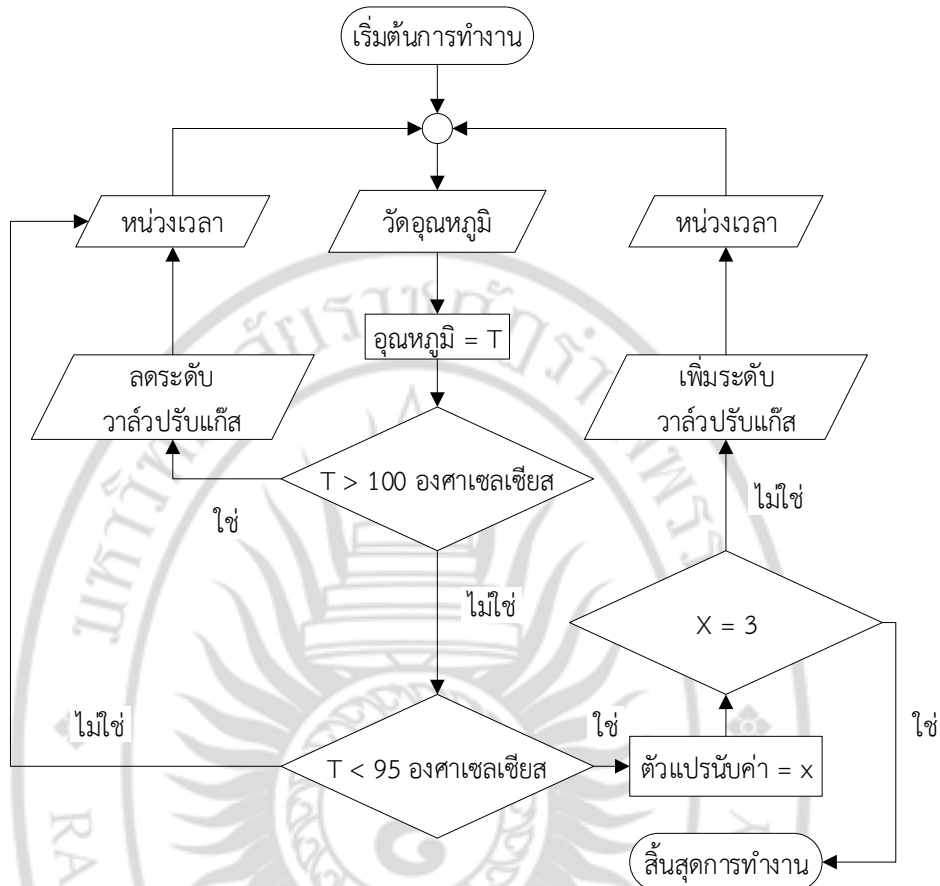 เริ่มต้นการทำงาน
หน่วงเวลา
วัดอุณหภูมิ
หน่วงเวลา
อุณหภูมิ = T
ลดระดับ
วาล์วปรับแก๊ส
เพิ่มระดับ
วาล์วปรับแก๊ส
T > 100 องศาเซลเซียส
ใช่
ไม่ใช่
ไม่ใช่
X = 3
ไม่ใช่
ใช่
ใช่
T < 95 องศาเซลเซียส
ตัวแปรนับค่า = x
สิ้นสุดการทำงาน